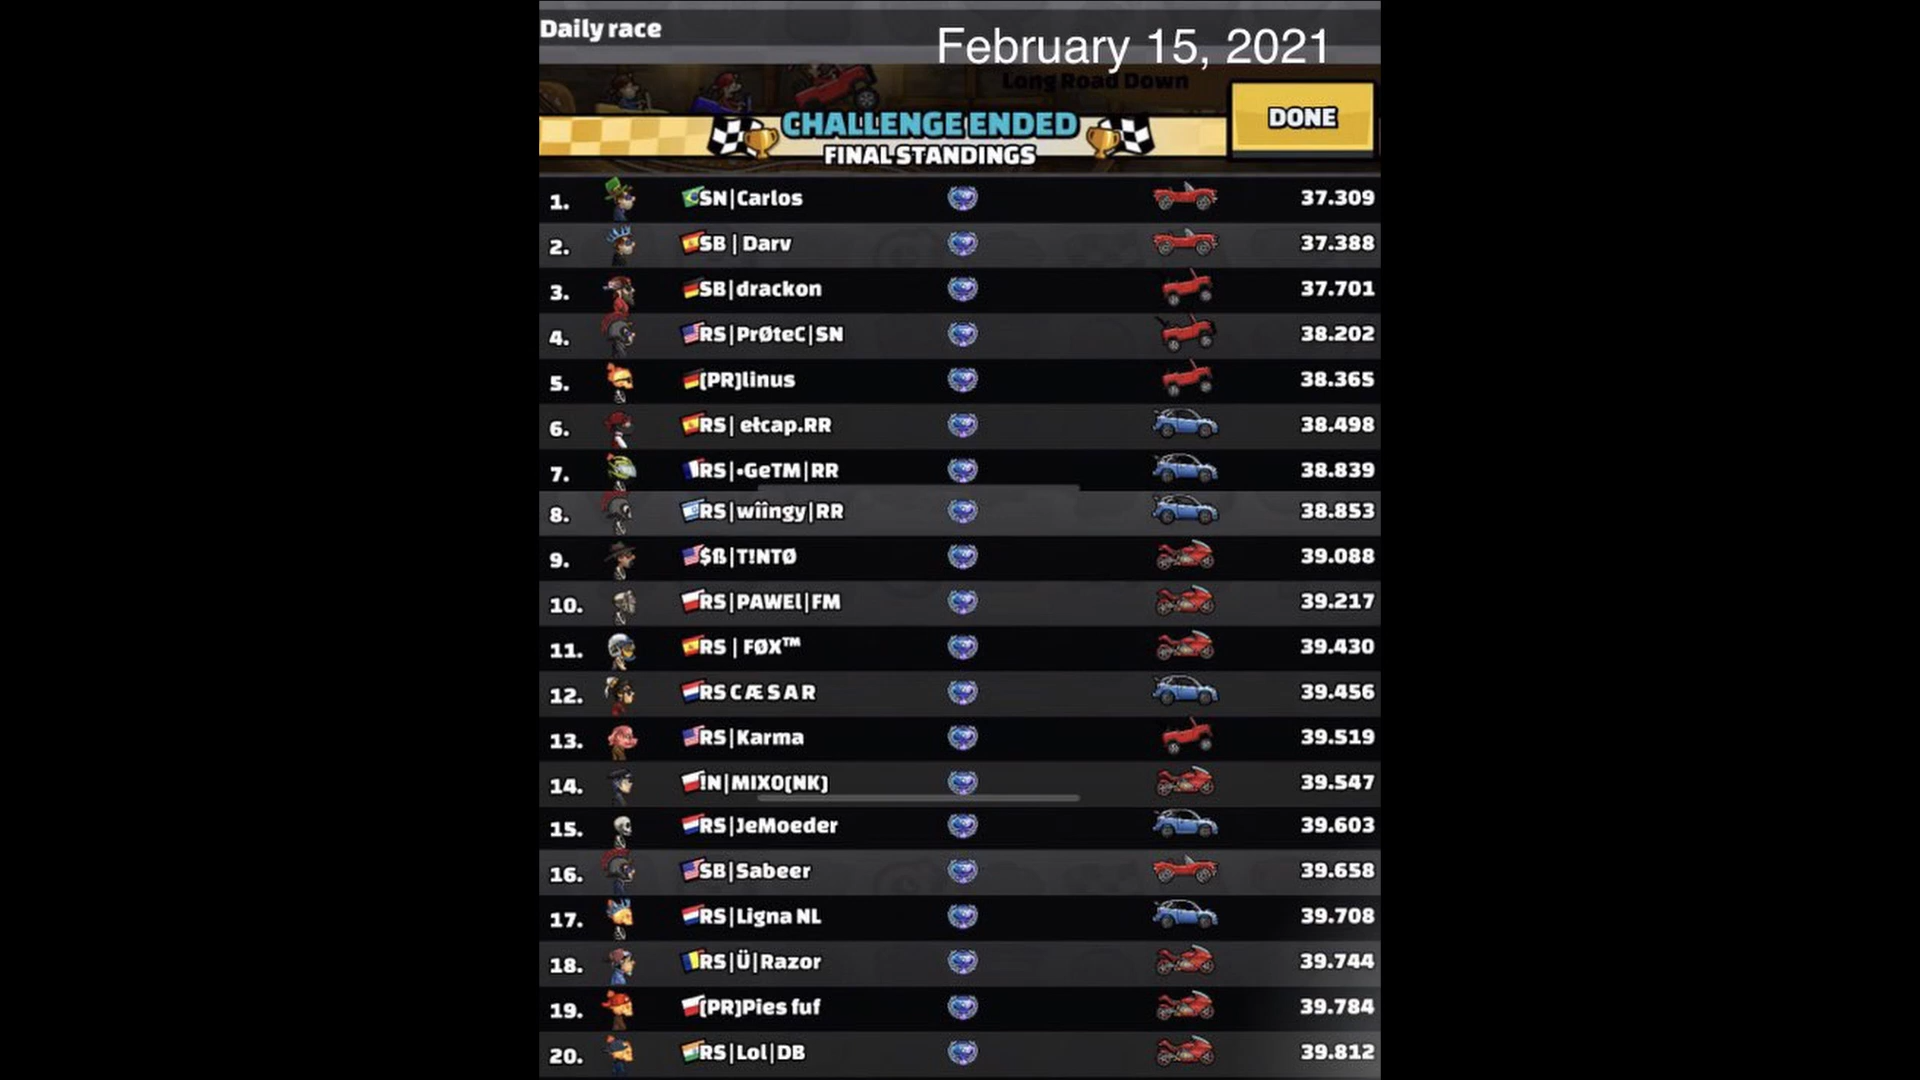 Daily race
February 15, 2021
Long Road Down
DONE
CHALLENGE ENDED
FINAL STANDINGS
1. SN|Carlos 37.309
2. SB | Darv 37.388
3. SB|drackon 37.701
4. RS|PrØteC|SN 38.202
5. [PR]linus 38.365
6. RS| ełcap.RR 38.498
7. RS|•GeTM|RR 38.839
8. RS|wîîngy|RR 38.853
9. $ß|T!NTØ 39.088
10. RS|PAWEl|FM 39.217
11. RS | FØX™ 39.430
12. RS C Æ S A R 39.456
13. RS|Karma 39.519
14. !N|MIXO[NK] 39.547
15. RS|JeMoeder 39.603
16. SB|Sabeer 39.658
17. RS|Ligna NL 39.708
18. RS|Ü|Razor 39.744
19. [PR]Pies fuf 39.784
20. RS|Lol|DB 39.812